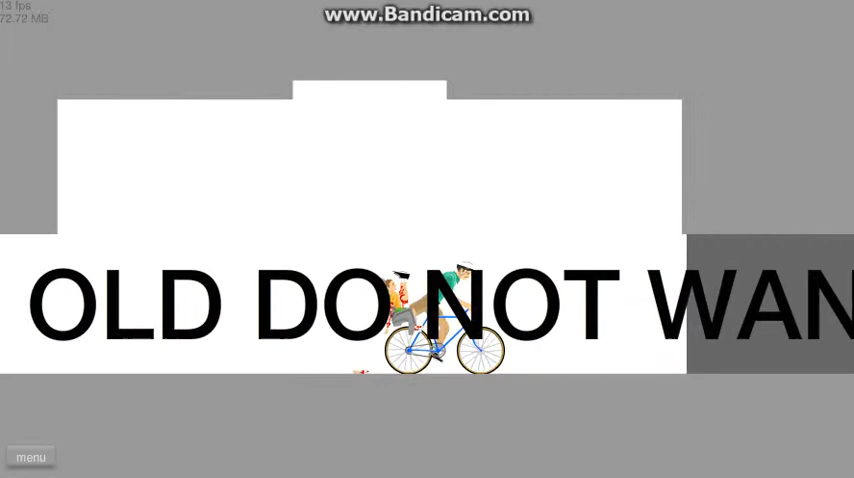 13 fps
www.Bandicam.com
72.72 MB
OLD DO NOT WAN
menu